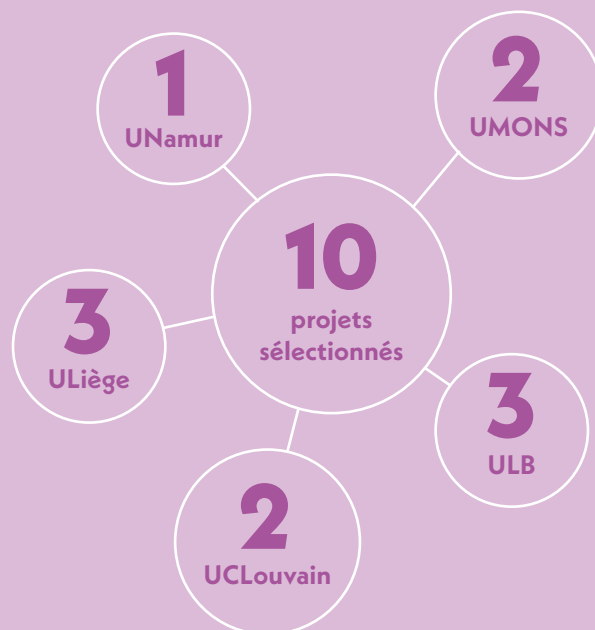 1
UNamur
2
UMONS
10
projets
sélectionnés
3
ULiège
3
ULB
2
UCLouvain